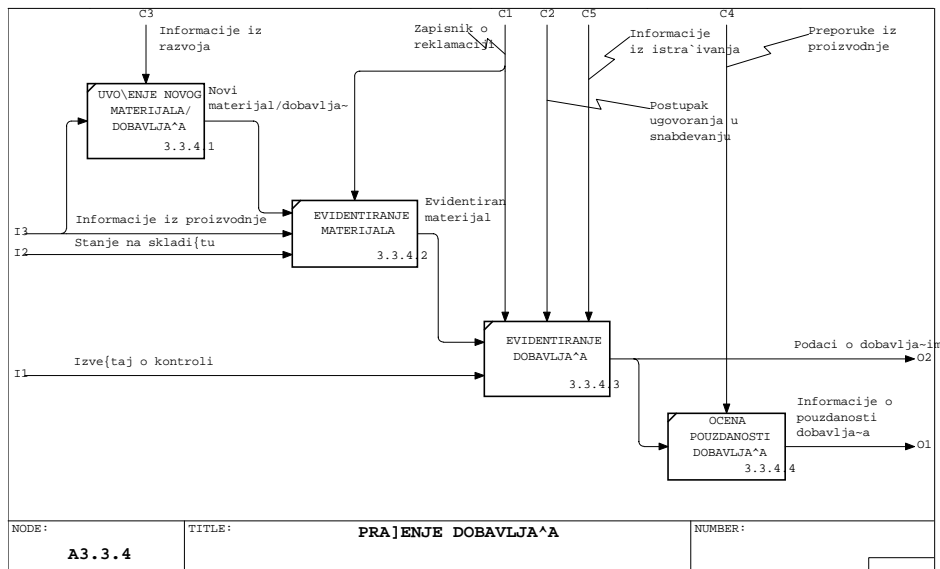 C3
C1
C2
C5
C4
Informacije iz
razvoja
Zapisnik o
reklamaciji
Informacije
iz istra`ivanja
Preporuke iz
proizvodnje
UVO\ENJE NOVOG
MATERIJALA/
DOBAVLJA^A
3.3.4.1
Novi
materijal/dobavlja~
Postupak
ugovoranja u
snabdevanju
EVIDENTIRANJE
MATERIJALA
3.3.4.2
Evidentiran
materijal
I3
Informacije iz proizvodnje
I2
Stanje na skladi{tu
EVIDENTIRANJE
DOBAVLJA^A
3.3.4.3
Podaci o dobavlja~im
O2
I1
Izve{taj o kontroli
OCENA
POUZDANOSTI
DOBAVLJA^A
3.3.4.4
Informacije o
pouzdanosti
dobavlja~a
O1
NODE:
A3.3.4
TITLE:
PRA]ENJE DOBAVLJA^A
NUMBER: